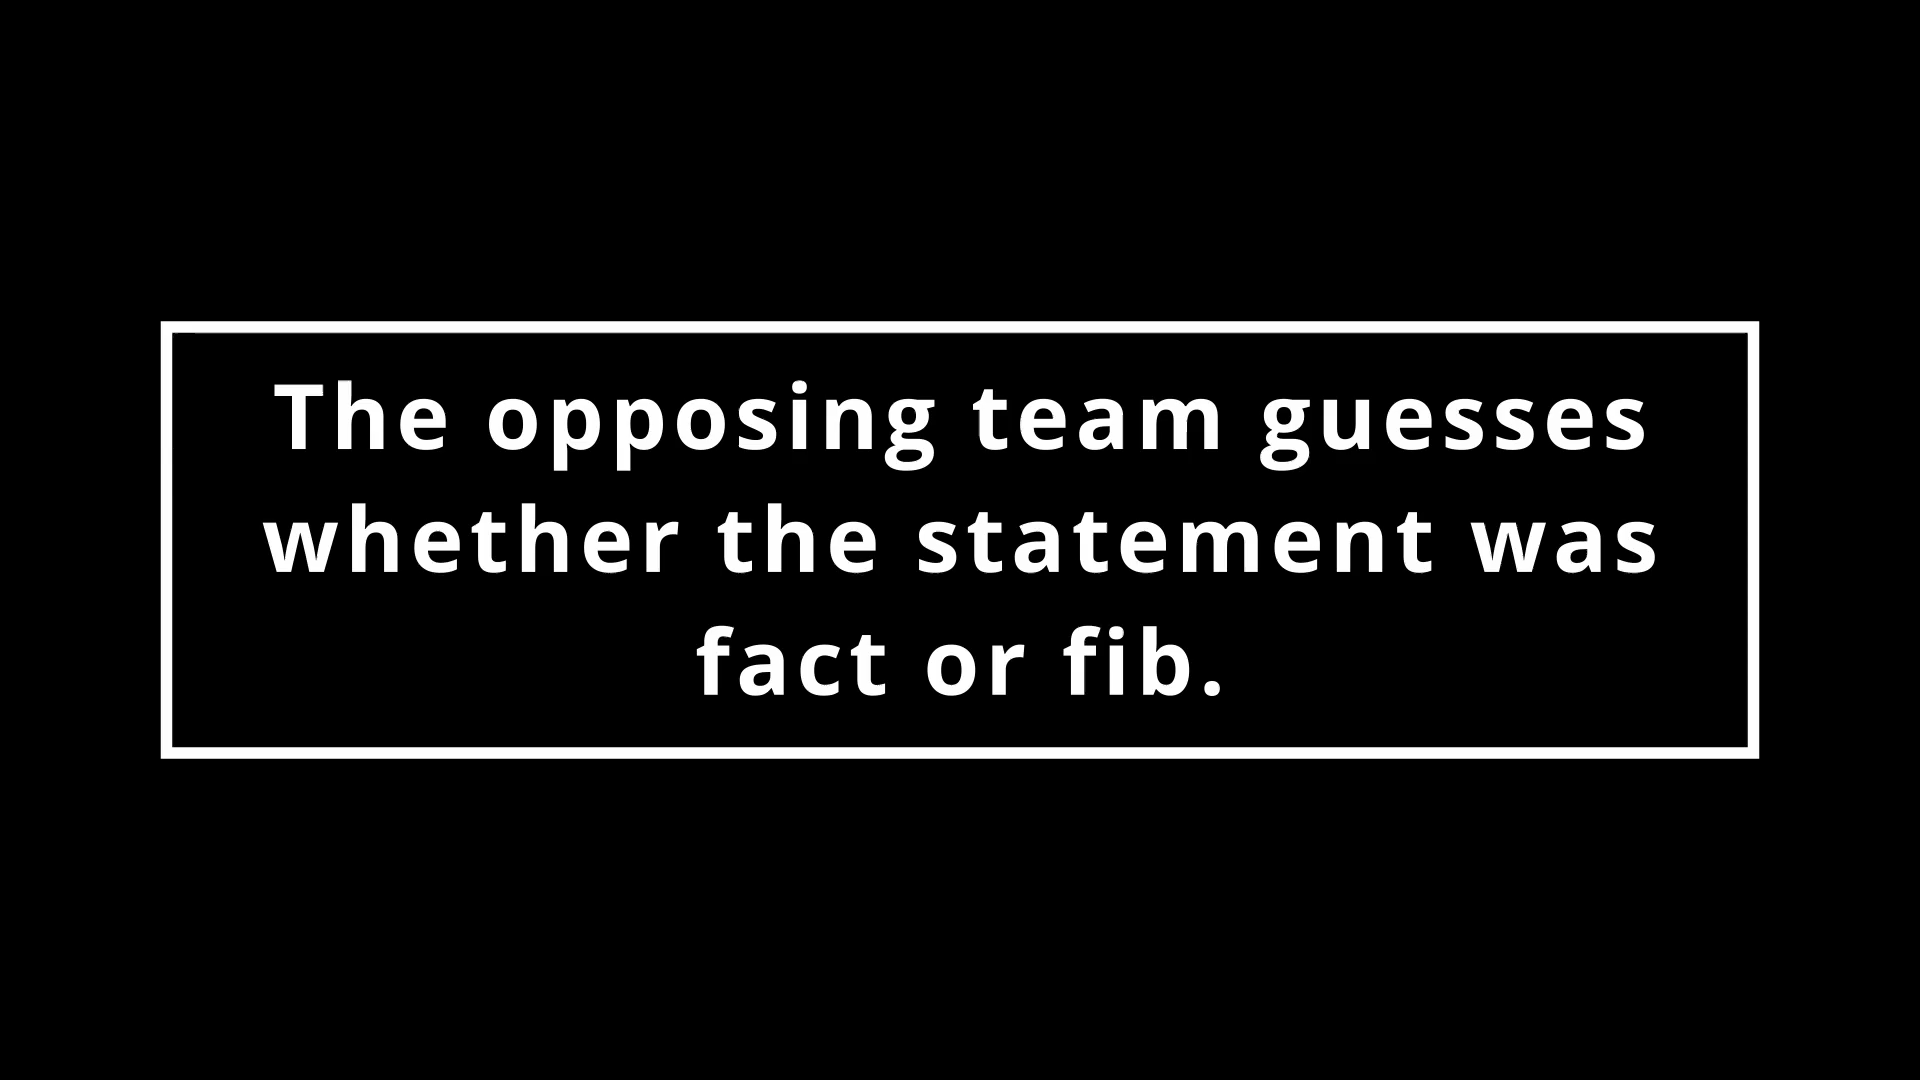 The opposing team guesses
whether the statement was
fact or fib.